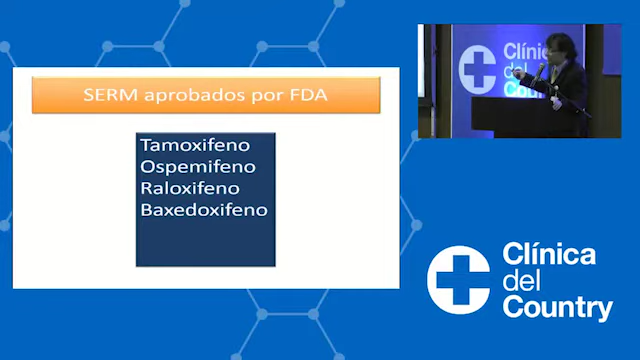 SERM aprobados por FDA
Tamoxifeno
Ospemifeno
Raloxifeno
Baxedoxifeno
Clínica
del
Country
Clínica
del
Country